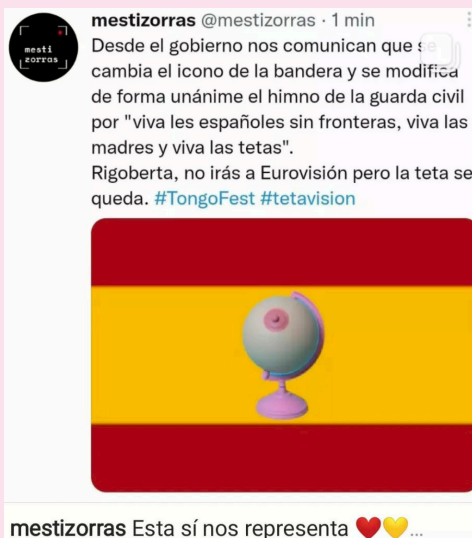 mesti
zorras
mestizorras @mestizorras · 1 min
Desde el gobierno nos comunican que se
cambia el icono de la bandera y se modifica
de forma unánime el himno de la guarda civil
por "viva les españoles sin fronteras, viva las
madres y viva las tetas".
Rigoberta, no irás a Eurovisión pero la teta se
queda. #TongoFest #tetavision
mestizorras Esta sí nos representa ❤️💛...